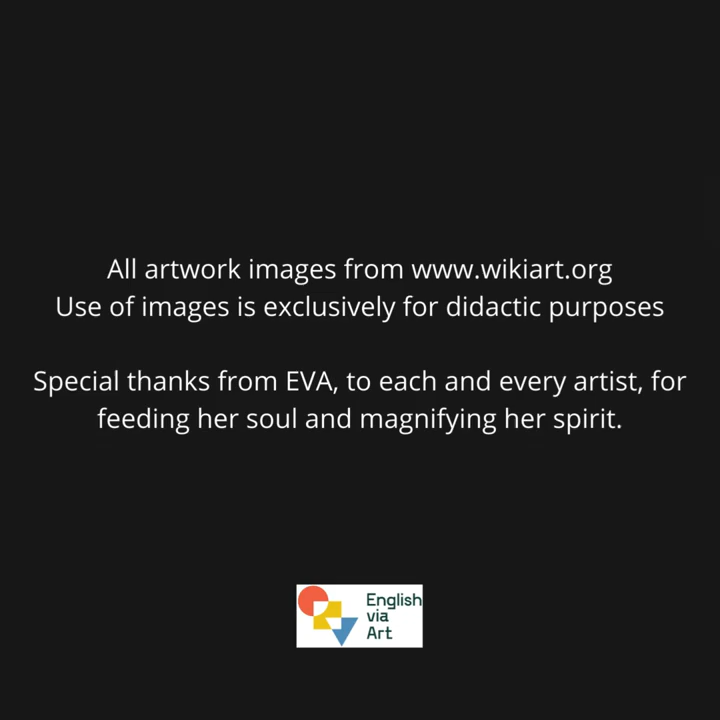 All artwork images from www.wikiart.org
Use of images is exclusively for didactic purposes
Special thanks from EVA, to each and every artist, for
feeding her soul and magnifying her spirit.
English
via
Art